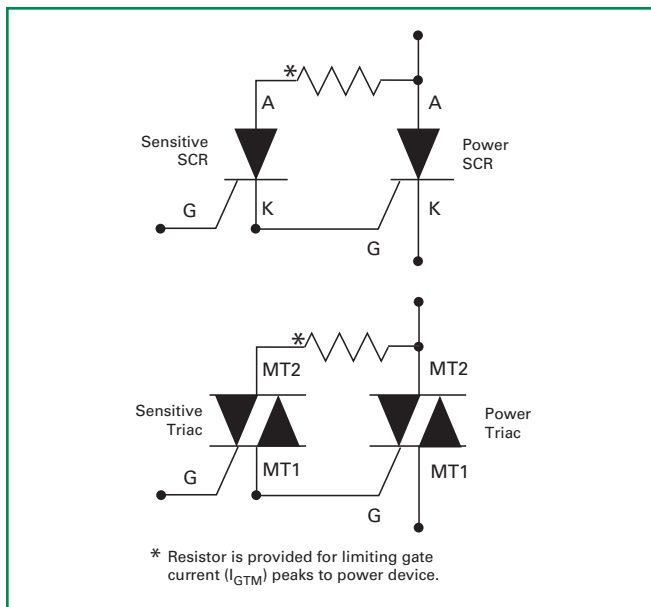 *
A
A
Sensitive
SCR
Power
SCR
G
K
K
G
*
MT2
MT2
Sensitive
Triac
Power
Triac
G
MT1
MT1
G
* Resistor is provided for limiting gate
current (IGTM) peaks to power device.